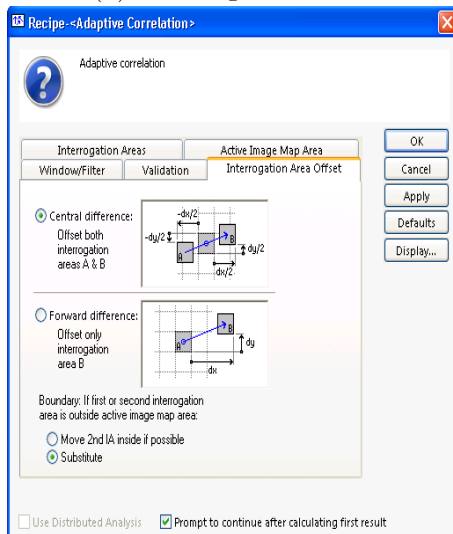 Recipe-<Adaptive Correlation>
Adaptive correlation
Interrogation Areas
Active Image Map Area
Window/Filter
Validation
Interrogation Area Offset
OK
Cancel
Apply
Defaults
Display...
Central difference:
Offset both
interrogation
areas A & B
-dx/2
-dy/2
B
dy/2
A
dx/2
Forward difference:
Offset only
interrogation
area B
B
A
dy
dx
Boundary: If first or second interrogation
area is outside active image map area:
Move 2nd IA inside if possible
Substitute
Use Distributed Analysis
Prompt to continue after calculating first result